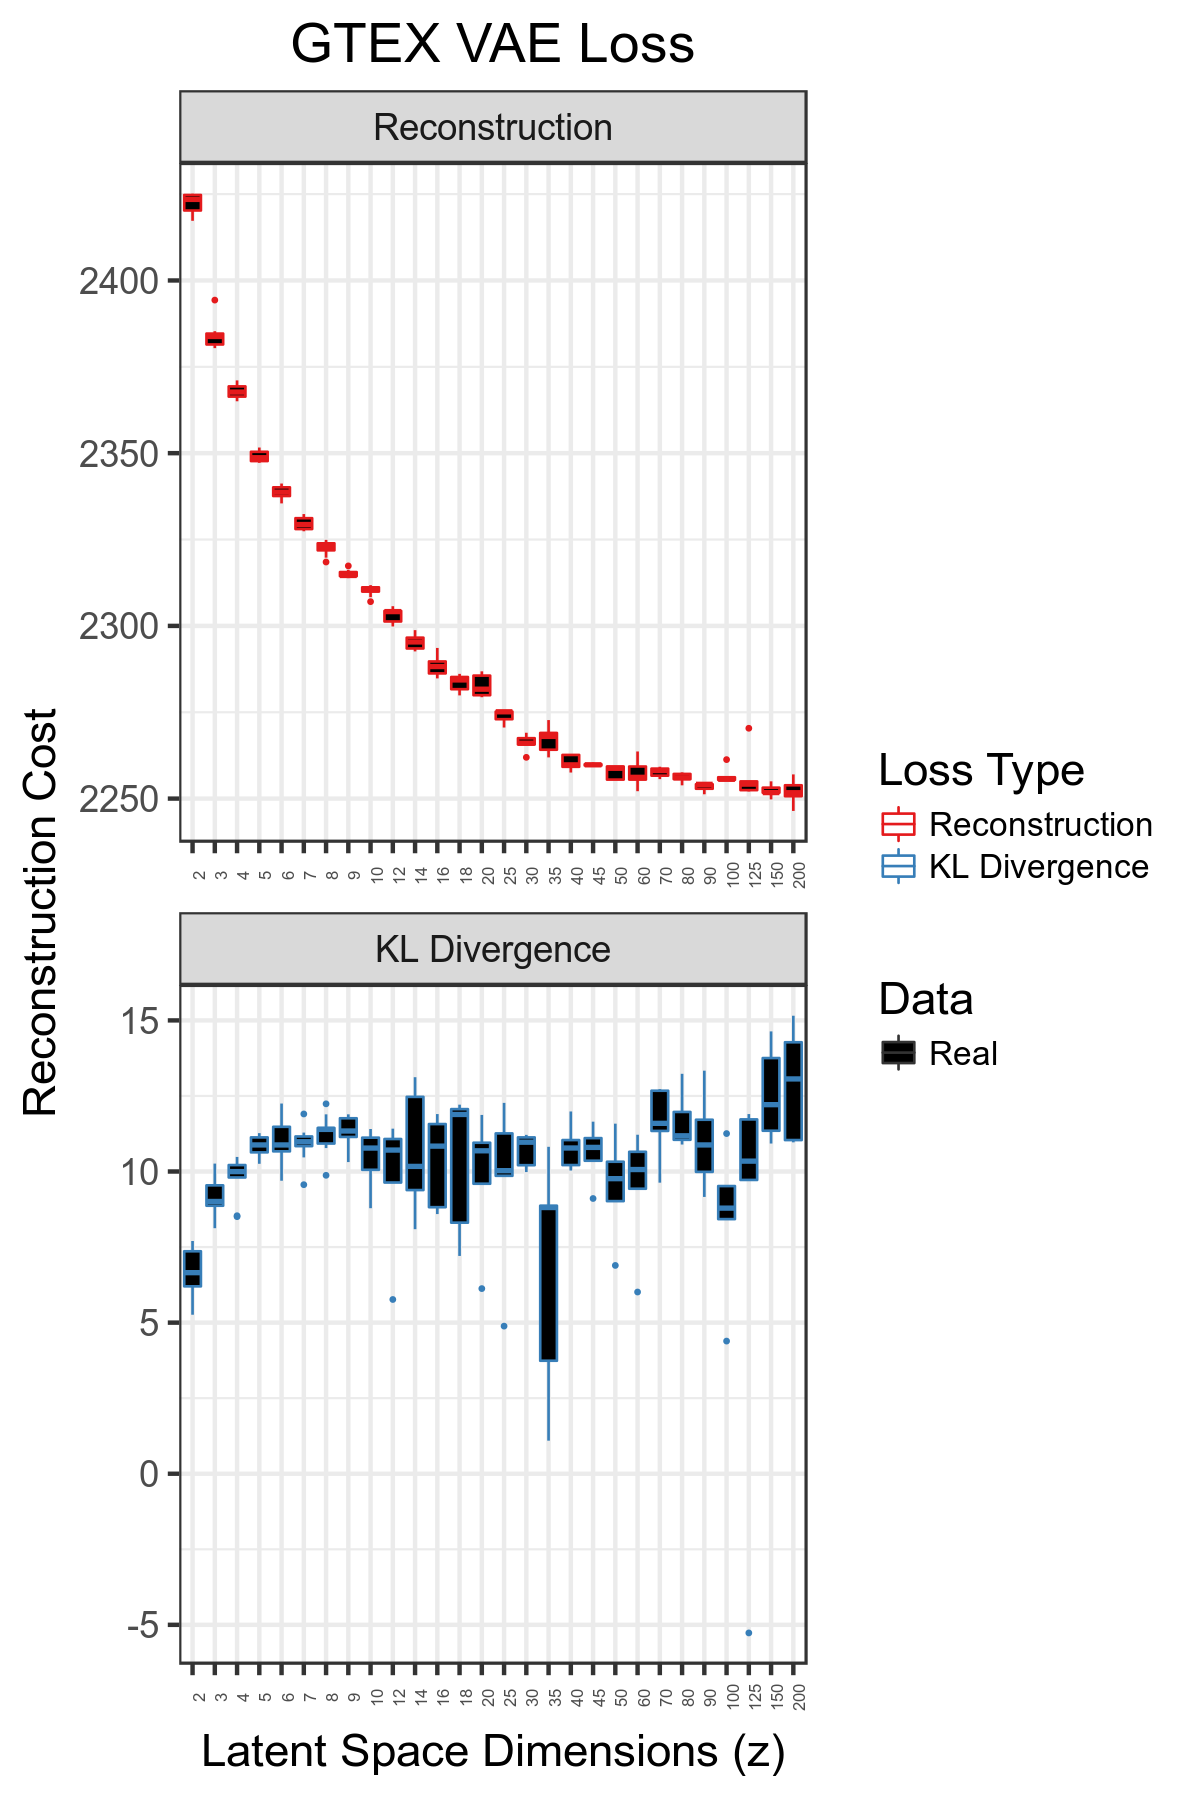 GTEX VAE Loss
Reconstruction
2400
2350
2300
2250
2 3 4 5 6 7 8 9 10 12 14 16 18 20 25 30 35 40 45 50 60 70 80 90 100 125 150 200
KL Divergence
15
10
5
0
-5
2 3 4 5 6 7 8 9 10 12 14 16 18 20 25 30 35 40 45 50 60 70 80 90 100 125 150 200
Latent Space Dimensions (z)
Reconstruction Cost
Loss Type
Reconstruction
KL Divergence
Data
Real